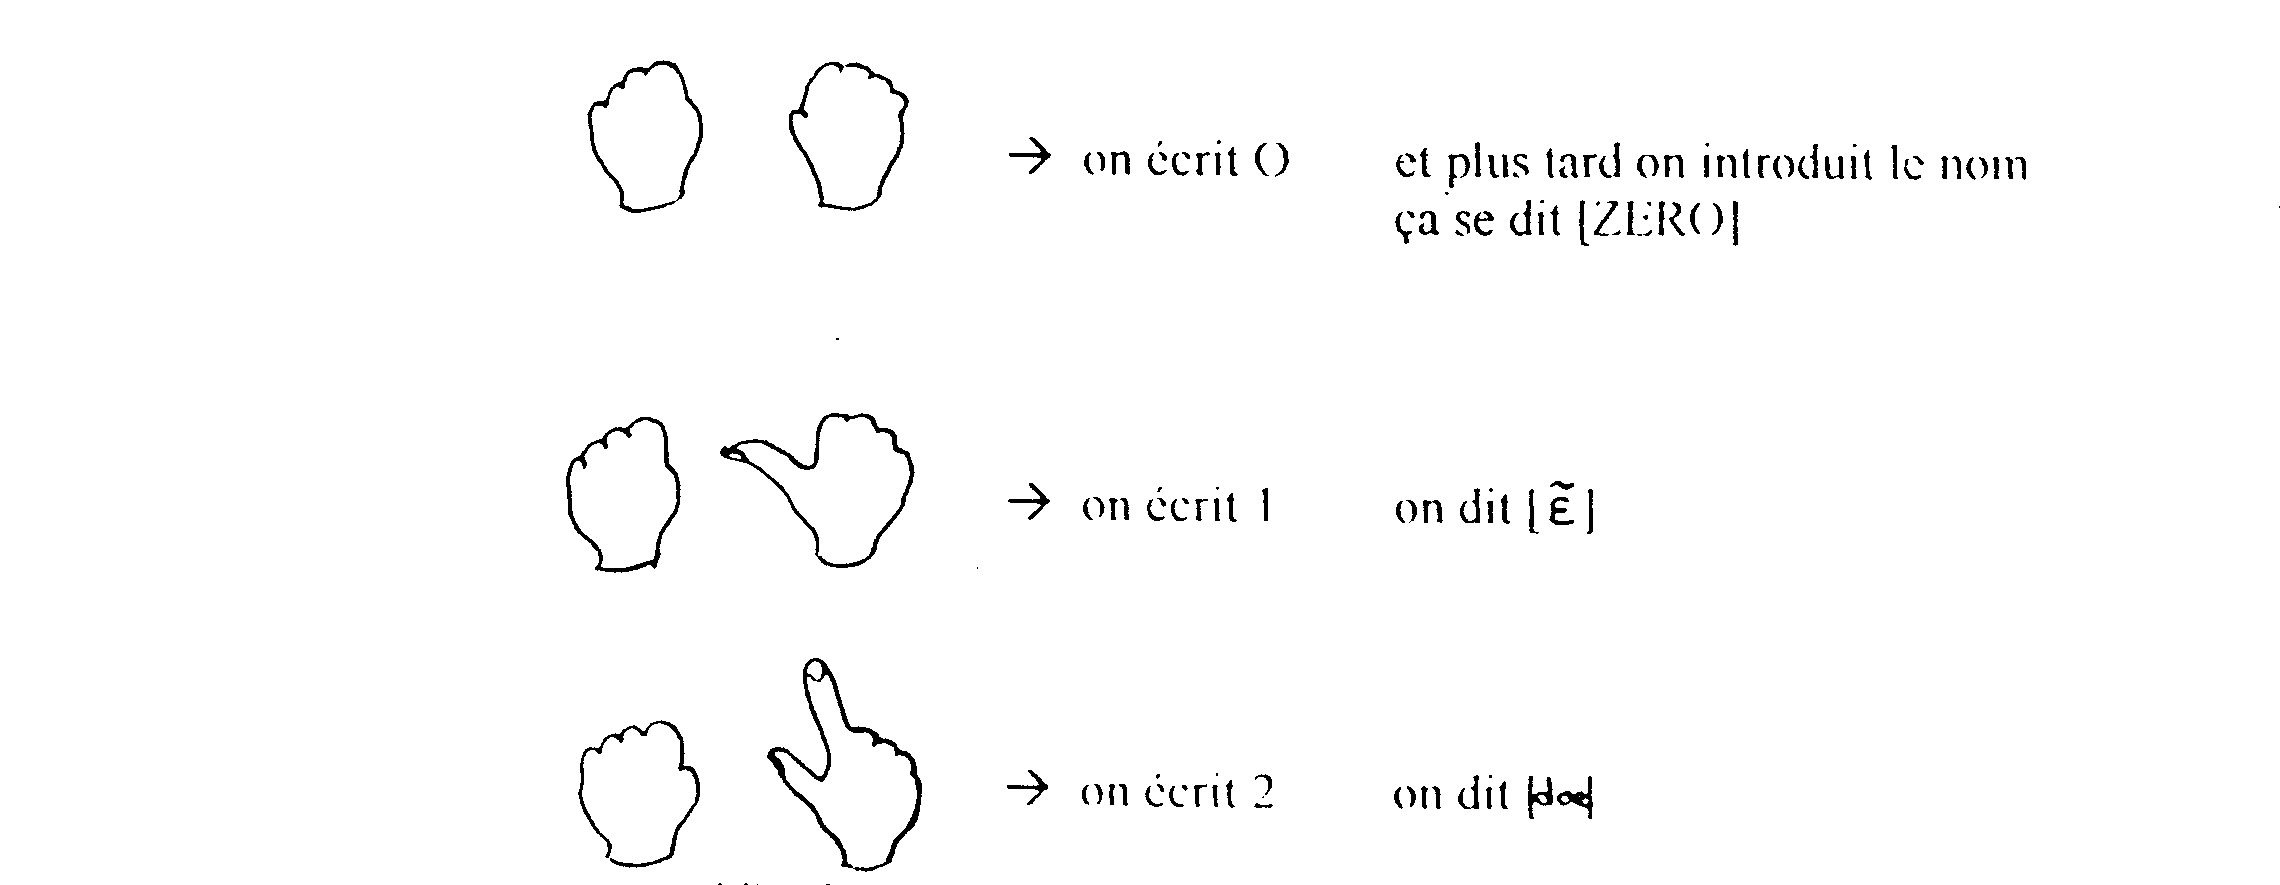 → on écrit 0 et plus tard on introduit le nom
ça se dit [ZERO]
→ on écrit 1 on dit [ɛ̃]
→ on écrit 2 on dit